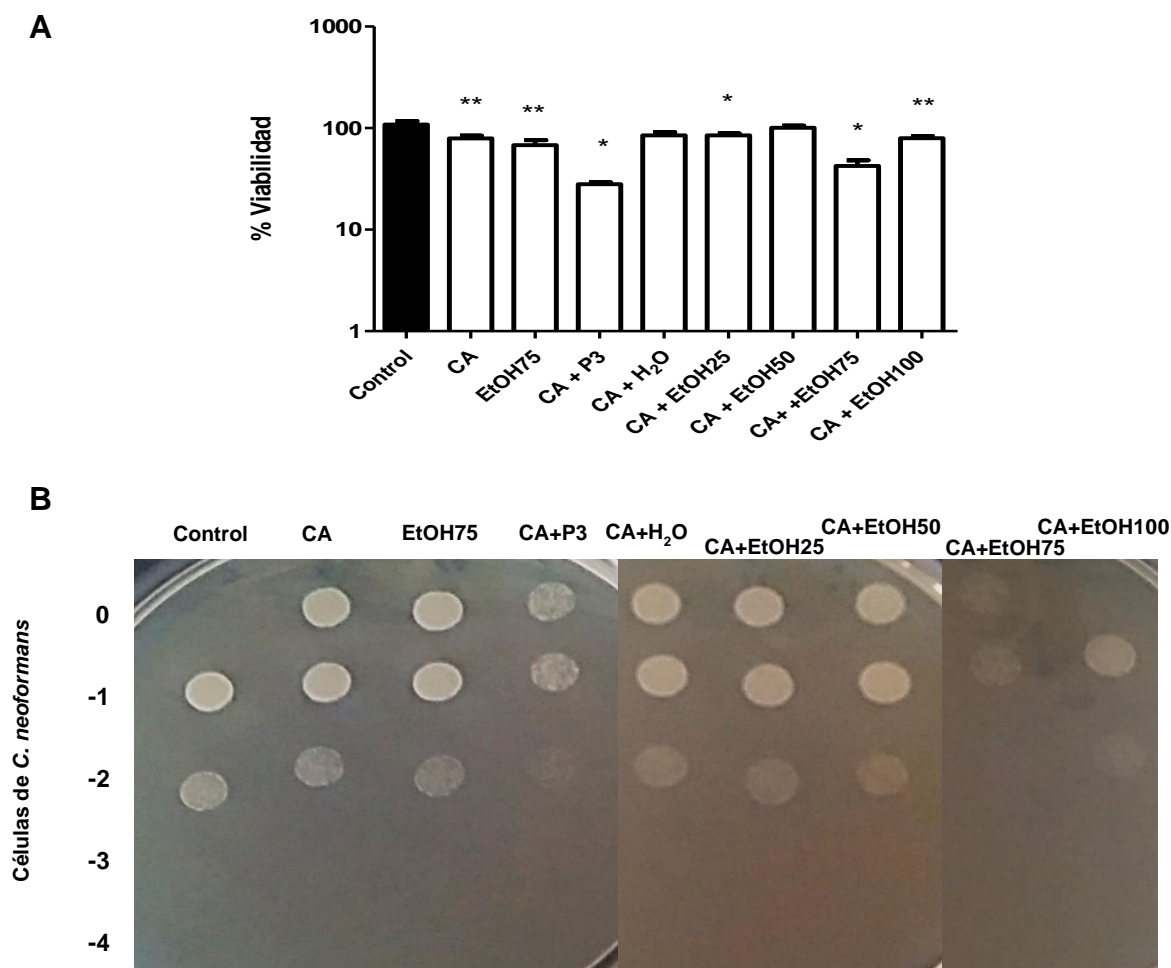 A
1000
100
10
1
% Viabilidad
** ** * * * **
Control
CA
EtOH75
CA + P3
CA + H₂O
CA + EtOH25
CA + EtOH50
CA+ +EtOH75
CA + EtOH100
B
Control CA EtOH75 CA+P3 CA+H₂O CA+EtOH25 CA+EtOH50 CA+EtOH75 CA+EtOH100
Células de C. neoformans
0
-1
-2
-3
-4